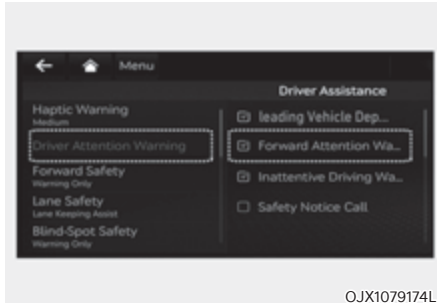 Menu
Driver Assistance
Haptic Warning
Medium
Driver Attention Warning
Forward Safety
Warning Only
Lane Safety
Lane Keeping Assist
Blind-Spot Safety
Warning Only
leading Vehicle Dep...
Forward Attention Wa...
Inattentive Driving Wa...
Safety Notice Call
OJX1079174L